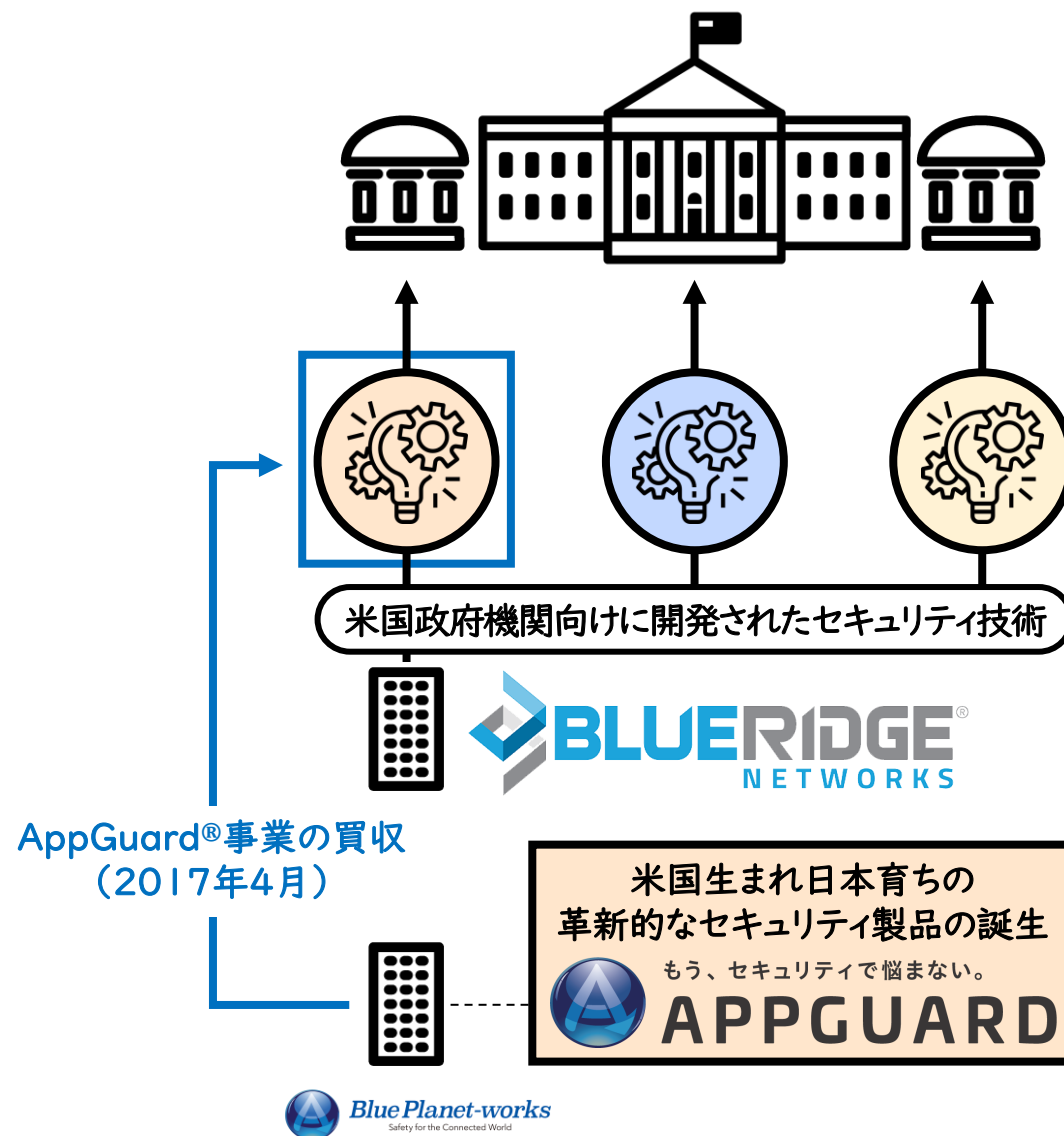 米国政府機関向けに開発されたセキュリティ技術
BLUERIDGE®
NETWORKS
AppGuard®事業の買収
（2017年4月）
米国生まれ日本育ちの
革新的なセキュリティ製品の誕生
もう、セキュリティで悩まない。
APPGUARD
Blue Planet-works
Safety for the Connected World